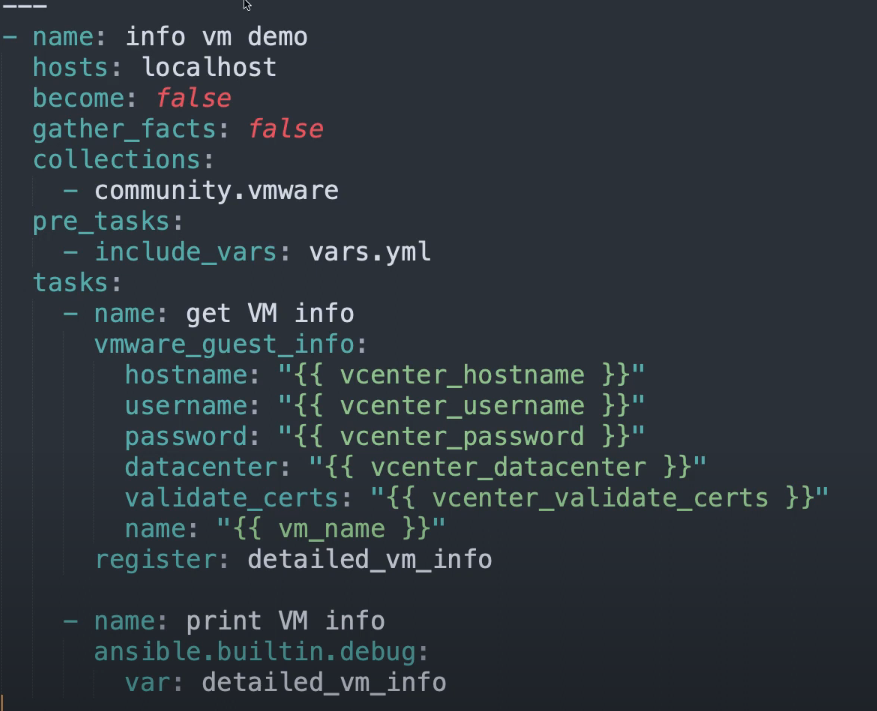 ---
- name: info vm demo
  hosts: localhost
  become: false
  gather_facts: false
  collections:
    - community.vmware
  pre_tasks:
    - include_vars: vars.yml
  tasks:
    - name: get VM info
      vmware_guest_info:
        hostname: "{{ vcenter_hostname }}"
        username: "{{ vcenter_username }}"
        password: "{{ vcenter_password }}"
        datacenter: "{{ vcenter_datacenter }}"
        validate_certs: "{{ vcenter_validate_certs }}"
        name: "{{ vm_name }}"
      register: detailed_vm_info

    - name: print VM info
      ansible.builtin.debug:
        var: detailed_vm_info